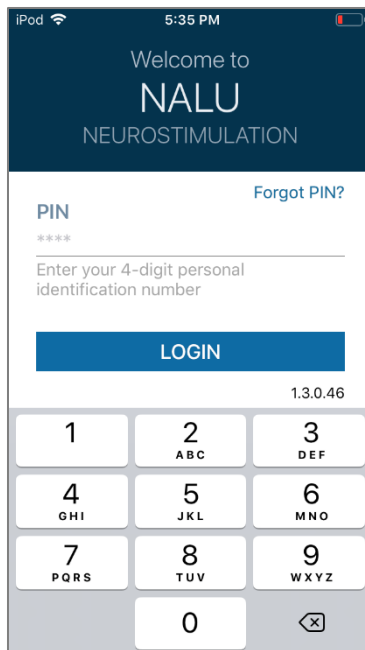 iPod 5:35 PM
Welcome to
NALU
NEUROSTIMULATION
Forgot PIN?
PIN
****
Enter your 4-digit personal
identification number
LOGIN
1.3.0.46
1 2 3
ABC DEF
4 5 6
GHI JKL MNO
7 8 9
PQRS TUV WXYZ
0